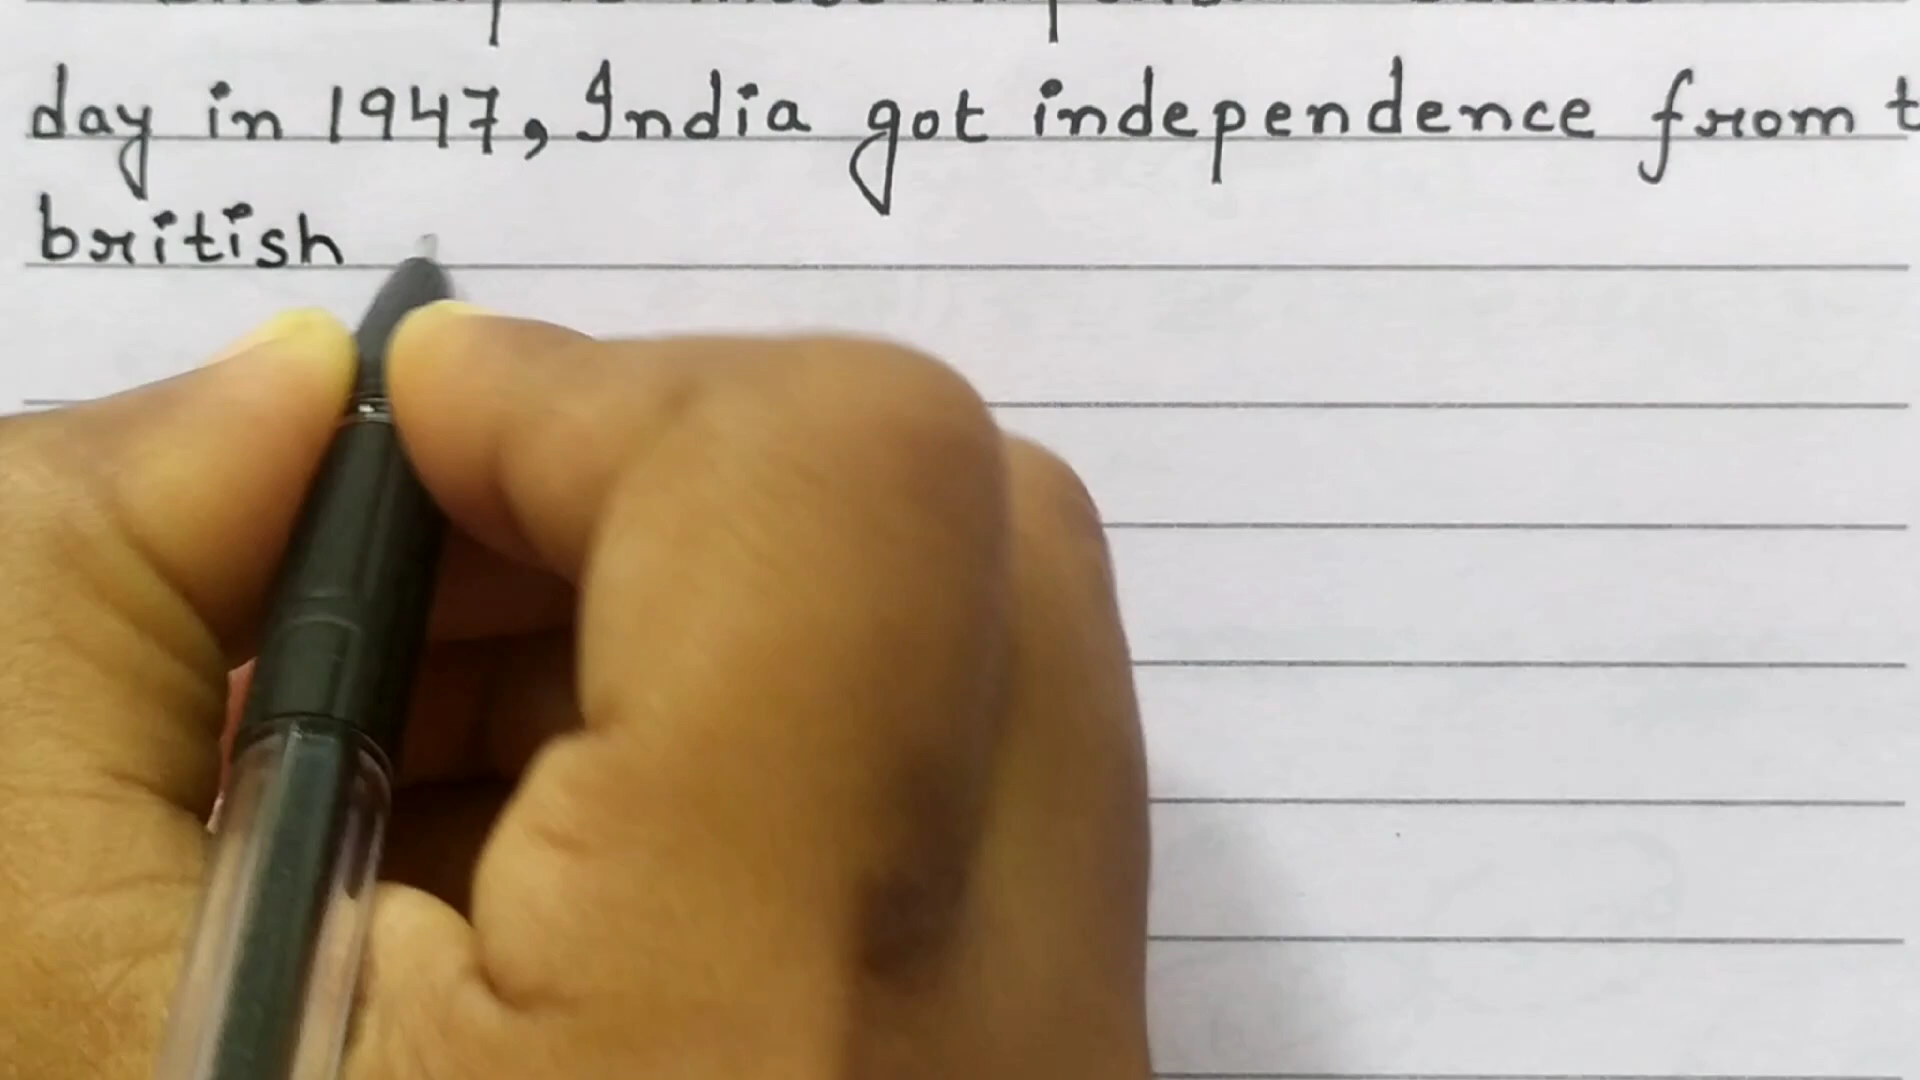 day in 1947, India got independence from t
british